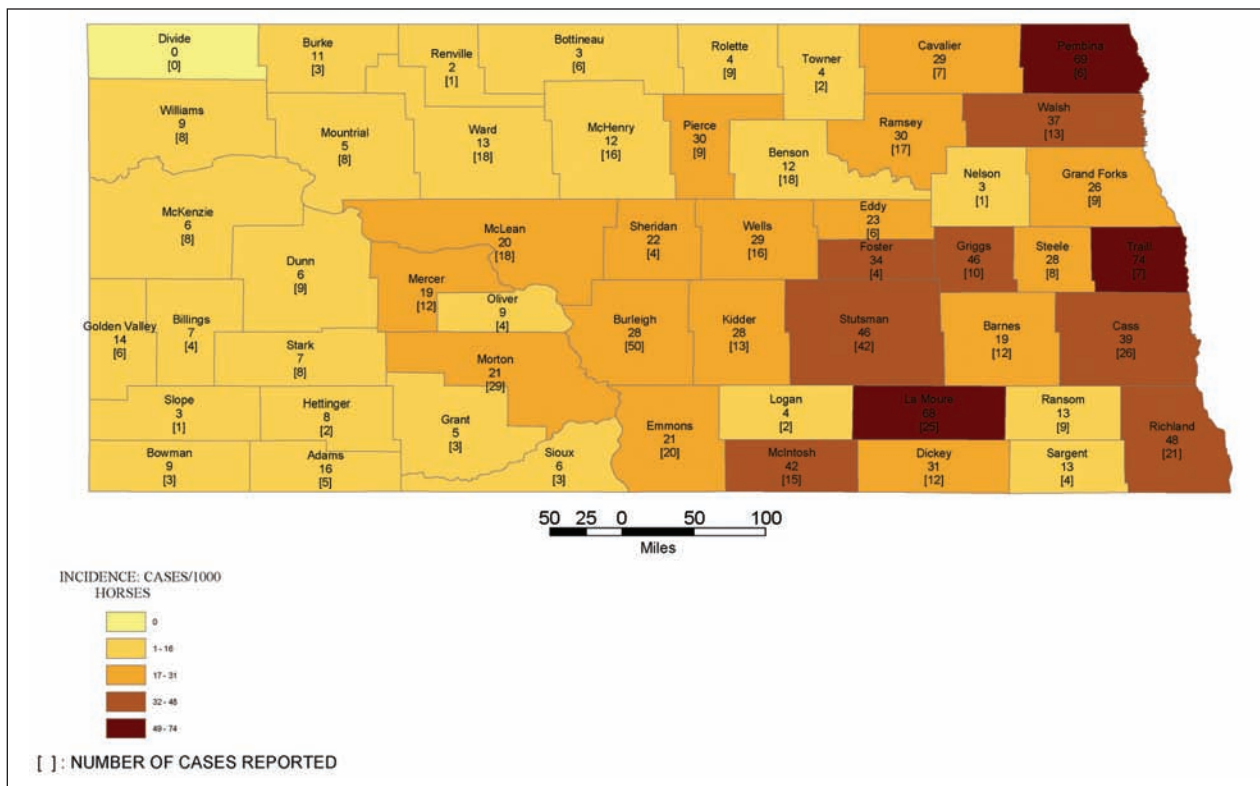 Divide
0
[0]
Burke
11
[3]
Renville
2
[1]
Bottineau
3
[6]
Rolette
4
[9]
Towner
4
[2]
Cavalier
29
[7]
Pembina
69
[6]
Williams
9
[8]
Mountrial
5
[8]
Ward
13
[18]
McHenry
12
[16]
Pierce
30
[9]
Benson
12
[18]
Ramsey
30
[17]
Walsh
37
[13]
Nelson
3
[1]
Grand Forks
26
[9]
McKenzie
6
[8]
Dunn
6
[9]
McLean
20
[18]
Mercer
19
[12]
Oliver
9
[4]
Sheridan
22
[4]
Wells
29
[16]
Eddy
23
[6]
Foster
34
[4]
Griggs
46
[10]
Steele
28
[8]
Traill
74
[7]
Golden Valley
14
[6]
Billings
7
[4]
Stark
7
[8]
Morton
21
[29]
Burleigh
28
[50]
Kidder
28
[13]
Stutsman
46
[42]
Barnes
19
[12]
Cass
39
[26]
Slope
3
[1]
Hettinger
8
[2]
Grant
5
[3]
Emmons
21
[20]
Logan
4
[2]
La Moure
68
[25]
Ransom
13
[9]
Richland
48
[21]
Bowman
9
[3]
Adams
16
[5]
Sioux
6
[3]
McIntosh
42
[15]
Dickey
31
[12]
Sargent
13
[4]
50 25 0 50 100
Miles
INCIDENCE: CASES/1000
HORSES
0
1 - 16
17 - 31
32 - 48
49 - 74
[ ] : NUMBER OF CASES REPORTED